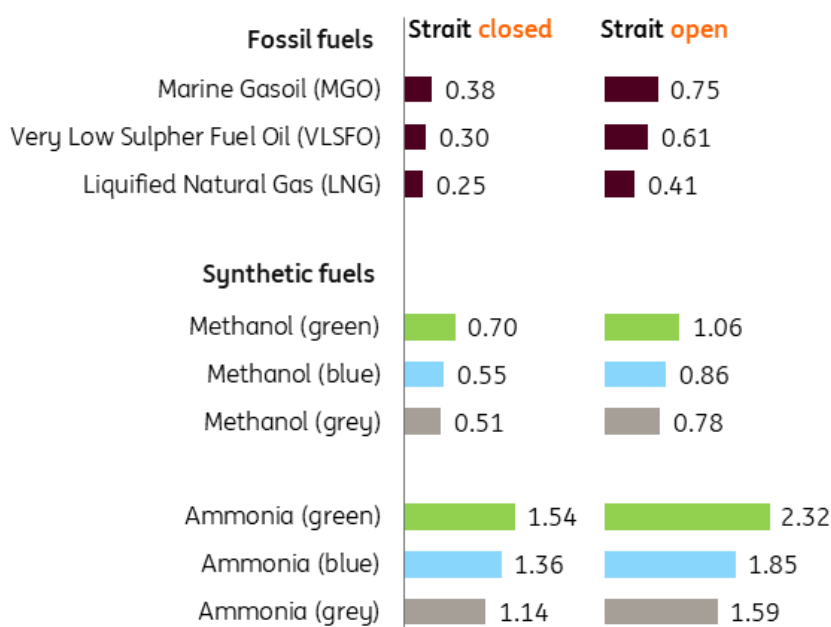 Fossil fuels Strait closed Strait open
Marine Gasoil (MGO) 0.38 0.75
Very Low Sulpher Fuel Oil (VLSFO) 0.30 0.61
Liquified Natural Gas (LNG) 0.25 0.41
Synthetic fuels
Methanol (green) 0.70 1.06
Methanol (blue) 0.55 0.86
Methanol (grey) 0.51 0.78
Ammonia (green) 1.54 2.32
Ammonia (blue) 1.36 1.85
Ammonia (grey) 1.14 1.59